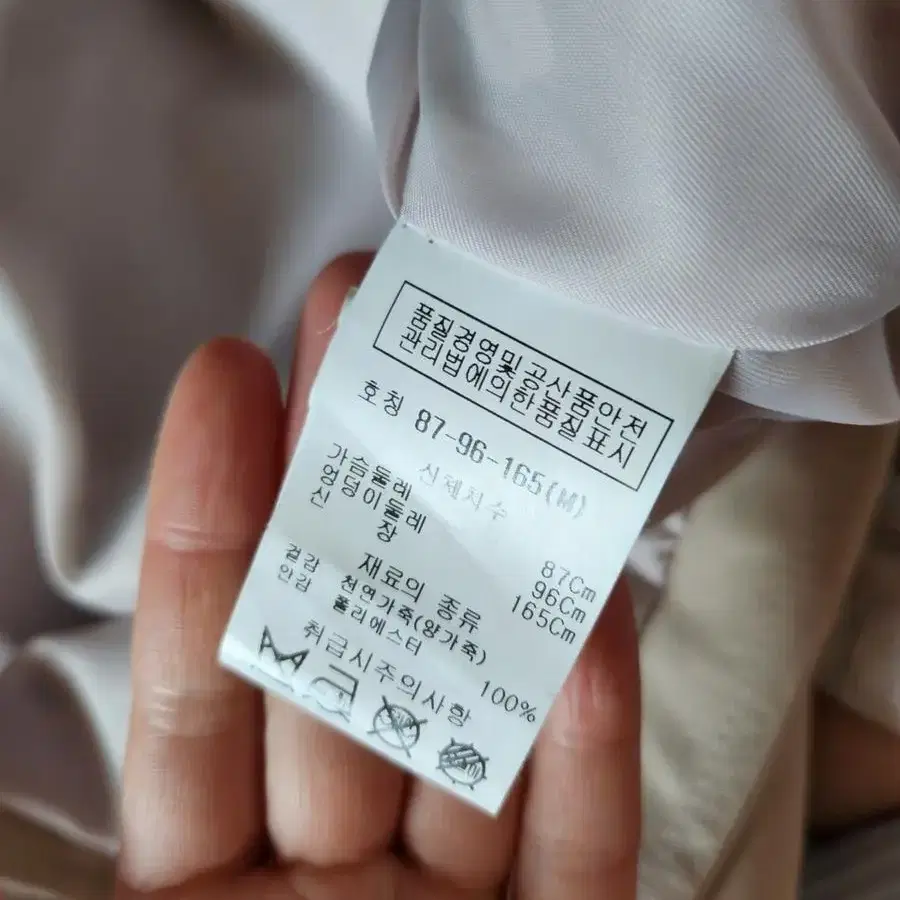 품질경영및공산품안전
관리법에의한품질표시
호칭 87-96-165(M)
신체치수
가슴둘레 87Cm
엉덩이둘레 96Cm
신 장 165Cm
재료의 종류
겉감 천연가죽(양가죽)
안감 폴리에스터 100%
취급시주의사항